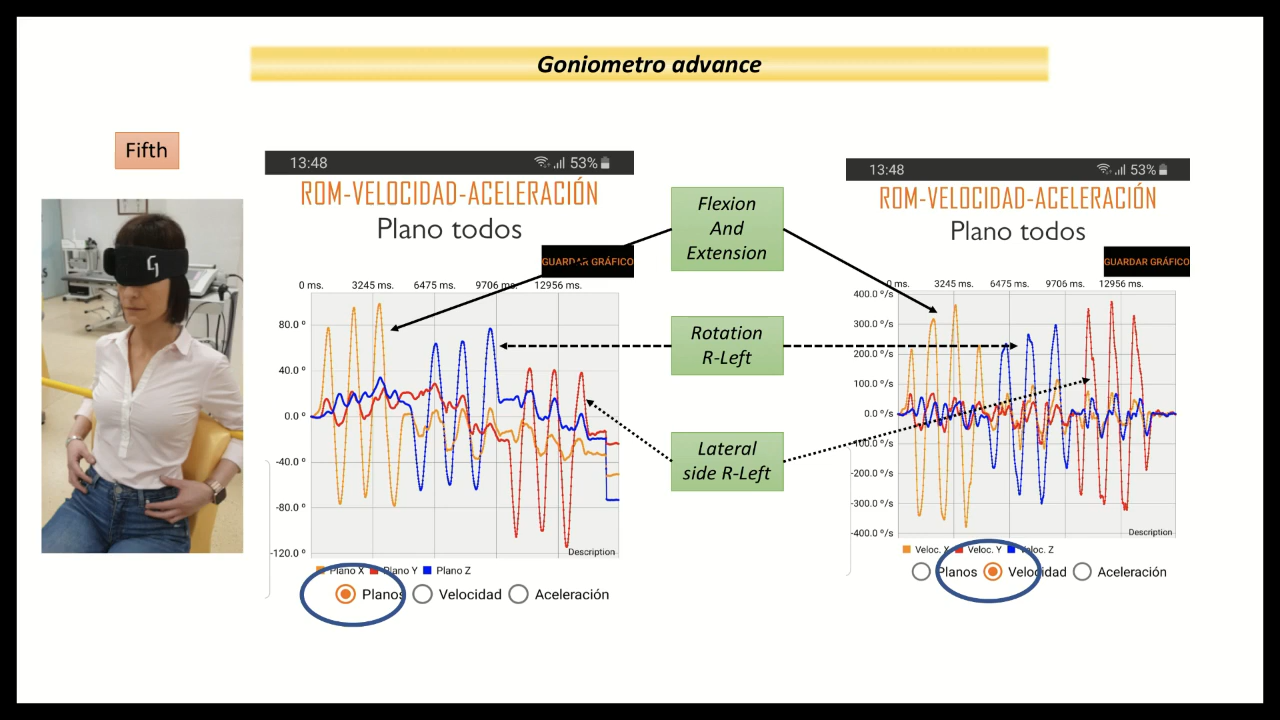 Goniometro advance
Fifth
13:48 53%
ROM-VELOCIDAD-ACELERACIÓN
Plano todos
GUARDAR GRÁFICO
0 ms. 3245 ms. 6475 ms. 9706 ms. 12956 ms.
80.0 º
40.0 º
0.0 º
-40.0 º
-80.0 º
-120.0 º
Description
Plano X Plano Y Plano Z
Planos Velocidad Aceleración
Flexion
And
Extension
Rotation
R-Left
Lateral
side R-Left
13:48 53%
ROM-VELOCIDAD-ACELERACIÓN
Plano todos
GUARDAR GRÁFICO
0 ms. 3245 ms. 6475 ms. 9706 ms. 12956 ms.
400.0 º/s
300.0 º/s
200.0 º/s
100.0 º/s
0.0 º/s
-100.0 º/s
-200.0 º/s
-300.0 º/s
-400.0 º/s
Description
Veloc. X Veloc. Y Veloc. Z
Planos Velocidad Aceleración